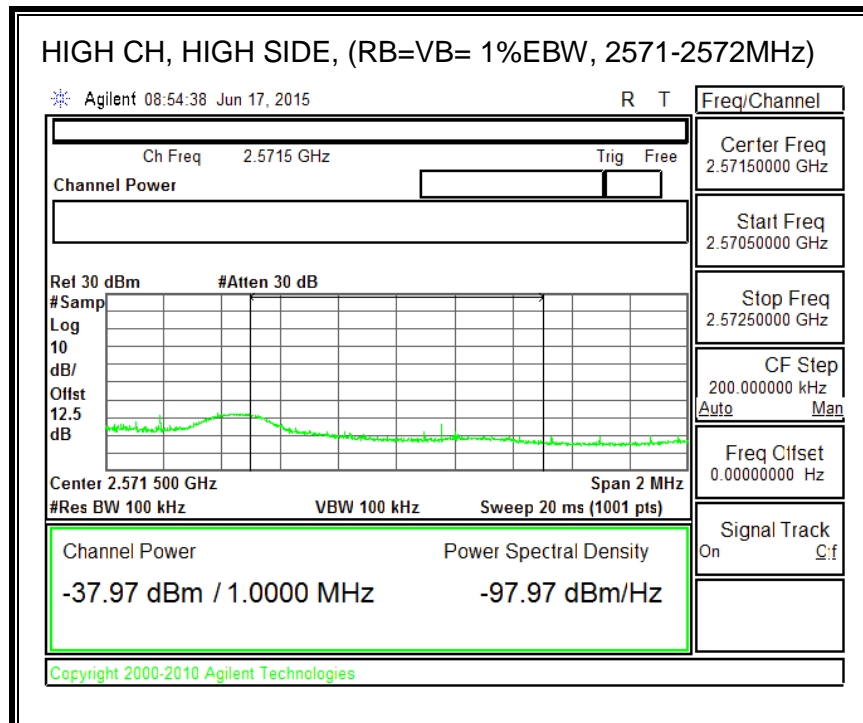 HIGH CH, HIGH SIDE, (RB=VB= 1%EBW, 2571-2572MHz)
Agilent 08:54:38 Jun 17, 2015 R T
Freq/Channel
Ch Freq 2.5715 GHz Trig Free
Channel Power
Center Freq
2.57150000 GHz
Start Freq
2.57050000 GHz
Stop Freq
2.57250000 GHz
CF Step
200.000000 kHz
Auto Man
Freq Offset
0.00000000 Hz
Signal Track
On Off
Ref 30 dBm #Atten 30 dB
#Samp
Log
10
dB/
Offst
12.5
dB
Center 2.571 500 GHz Span 2 MHz
#Res BW 100 kHz VBW 100 kHz Sweep 20 ms (1001 pts)
Channel Power Power Spectral Density
-37.97 dBm / 1.0000 MHz -97.97 dBm/Hz
Copyright 2000-2010 Agilent Technologies